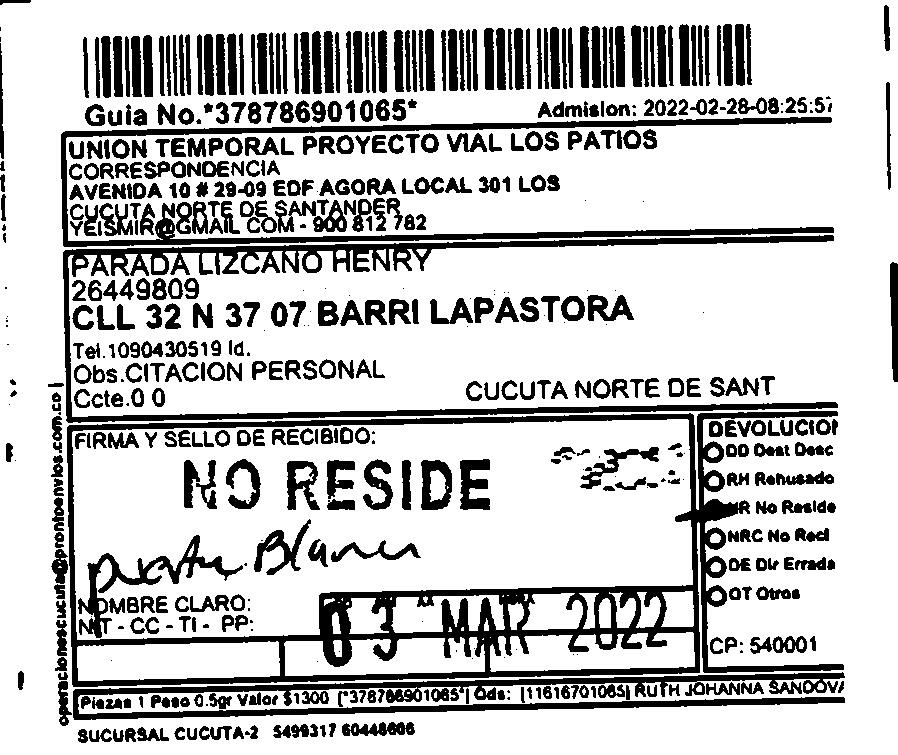 Guia No.*378786901065*
Admision: 2022-02-28-08:25:57
UNION TEMPORAL PROYECTO VIAL LOS PATIOS
CORRESPONDENCIA
AVENIDA 10 # 29-09 EDF AGORA LOCAL 301 LOS
CUCUTA NORTE DE SANTANDER
YEISMIR@GMAIL COM - 900 812 782
PARADA LIZCANO HENRY
26449809
CLL 32 N 37 07 BARRI LAPASTORA
Tel.1090430519 Id.
Obs.CITACION PERSONAL
Ccte.0 0
CUCUTA NORTE DE SANT
operacionescucuta@prontoenvios.com.co
FIRMA Y SELLO DE RECIBIDO:
NO RESIDE
puerta Blanca
NOMBRE CLARO:
NIT - CC - TI - PP:
03 MAR 2022
DEVOLUCION
DD Dest Desc
RH Rehusado
NR No Reside
NRC No Recl
DE Dir Errada
OT Otros
CP: 540001
Piezas 1 Peso 0.5gr Valor $1300 [*378786901065*] Ods: [11616701065] RUTH JOHANNA SANDOVA
SUCURSAL CUCUTA-2 5499317 60448606